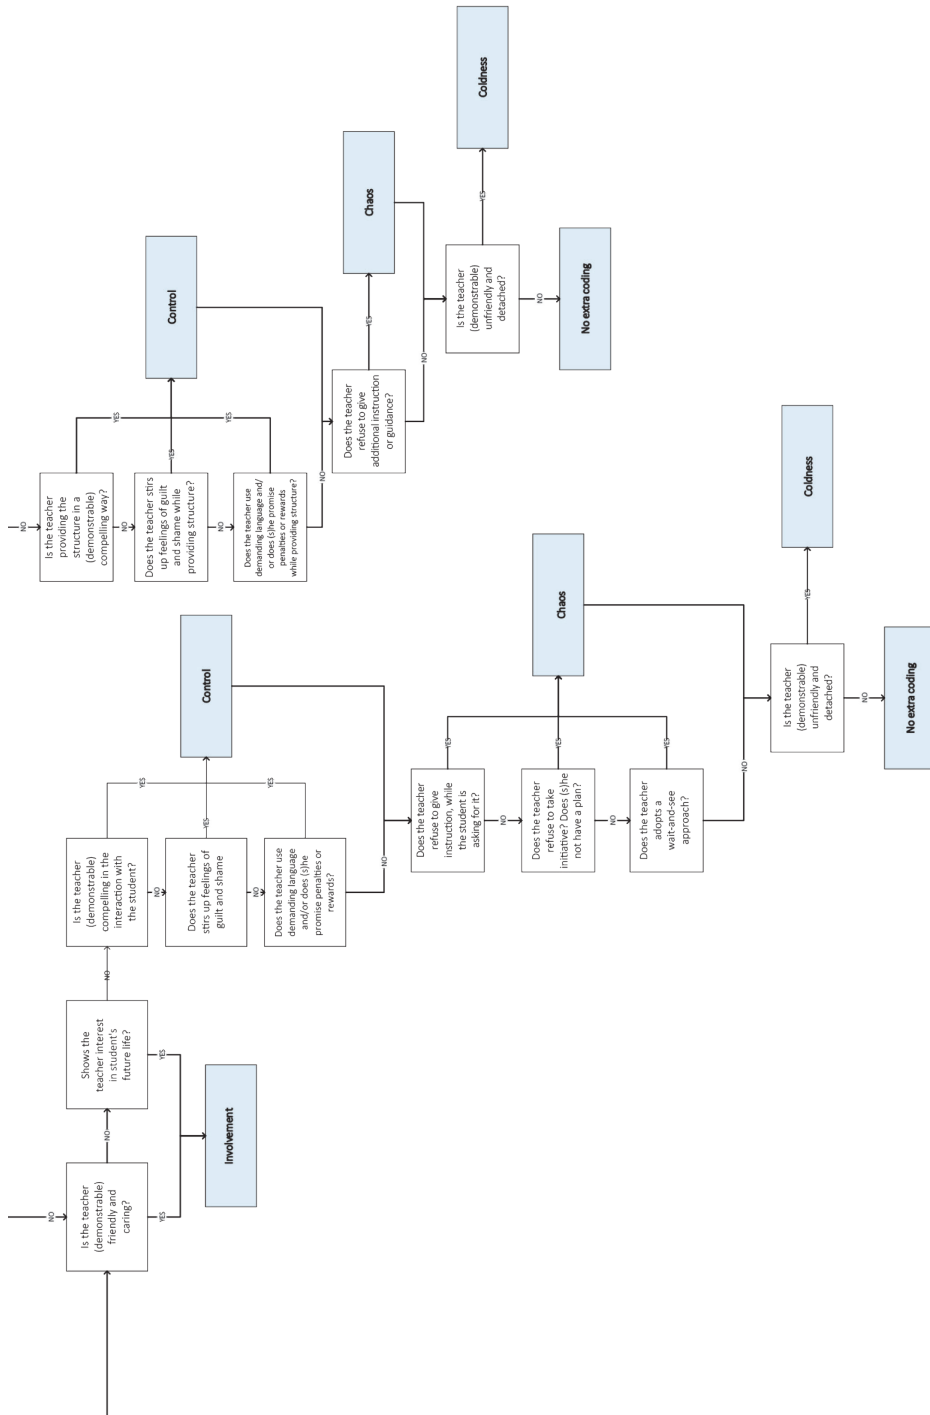 NO
Is the teacher
(demonstrable)
friendly and
caring?
YES
NO
Shows the
teacher interest
in student's
future life?
YES
Involvement
NO
Is the teacher
(demonstrable)
compelling in the
interaction with
the student?
YES
NO
Does the teacher
stirs up feelings of
guilt and shame
YES
NO
Does the teacher use
demanding language
and/or does (s)he
promise penalties or
rewards?
YES
Control
NO
Does the teacher
refuse to give
instruction, while
the student is
asking for it?
YES
NO
Does the teacher
refuse to take
initiative? Does (s)he
not have a plan?
YES
NO
Does the teacher
adopts a
wait-and-see
approach?
YES
Chaos
NO
Is the teacher
(demonstrable)
unfriendly and
detached?
YES
Coldness
NO
No extra coding
NO
Is the teacher
providing the
structure in a
(demonstrable)
compelling way?
YES
NO
Does the teacher stirs
up feelings of guilt
and shame while
providing structure?
YES
NO
Does the teacher use
demanding language and/
or does (s)he promise
penalties or rewards
while providing structure?
YES
Control
NO
Does the teacher
refuse to give
additional instruction
or guidance?
YES
Chaos
NO
Is the teacher
(demonstrable)
unfriendly and
detached?
YES
Coldness
NO
No extra coding